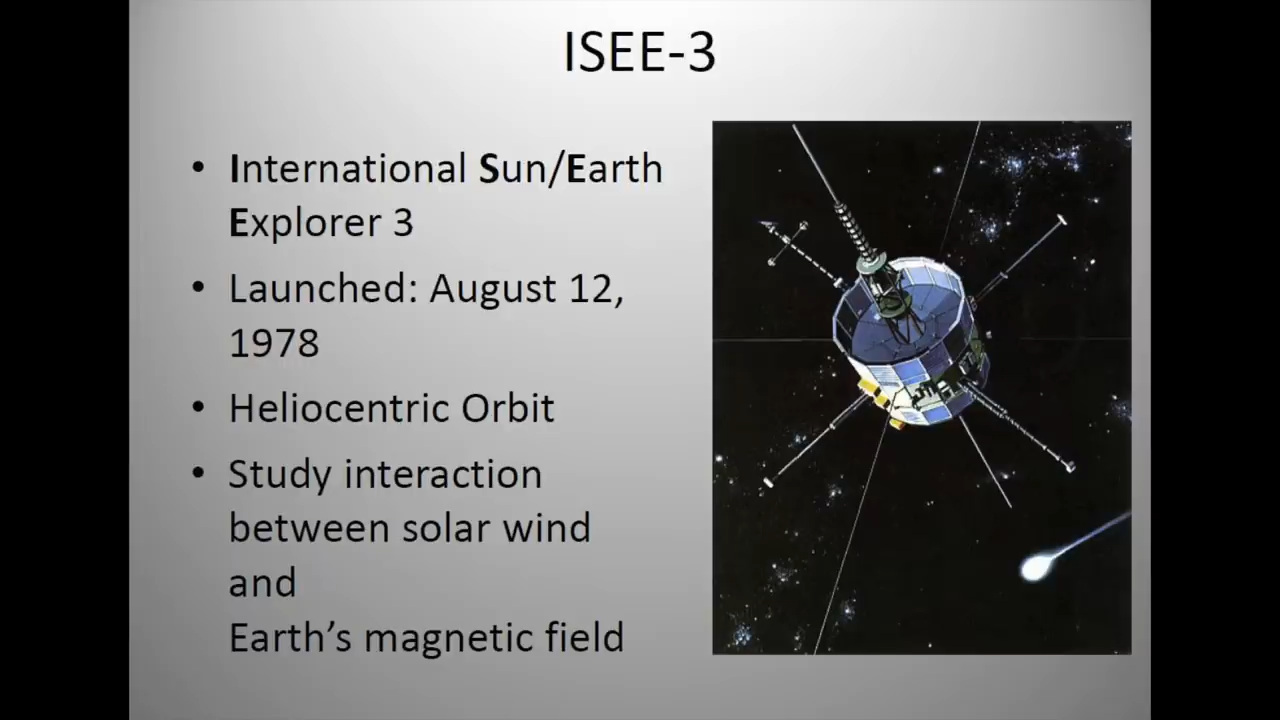 ISEE-3
• International Sun/Earth
Explorer 3
• Launched: August 12,
1978
• Heliocentric Orbit
• Study interaction
between solar wind
and
Earth’s magnetic field